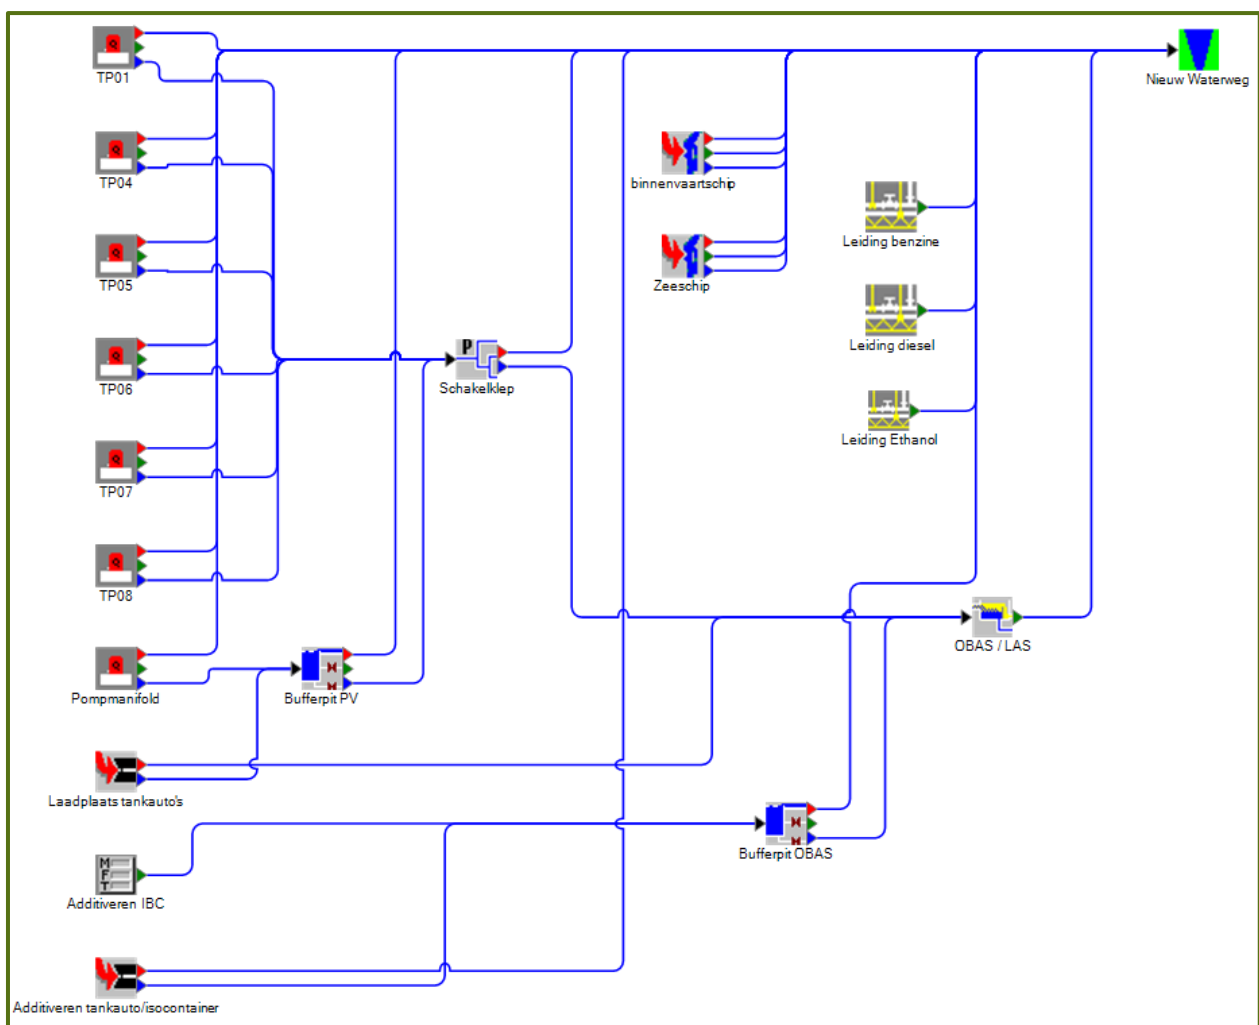 TP01
Nieuw Waterweg
TP04
binnenvaartschip
TP05
Zeeschip
Leiding benzine
TP06
P
Schakelklep
Leiding diesel
Leiding Ethanol
TP07
TP08
OBAS / LAS
Pompmanifold
Bufferpit PV
Laadplaats tankauto's
Bufferpit OBAS
M
F
T
Additiveren IBC
Additiveren tankauto/isocontainer